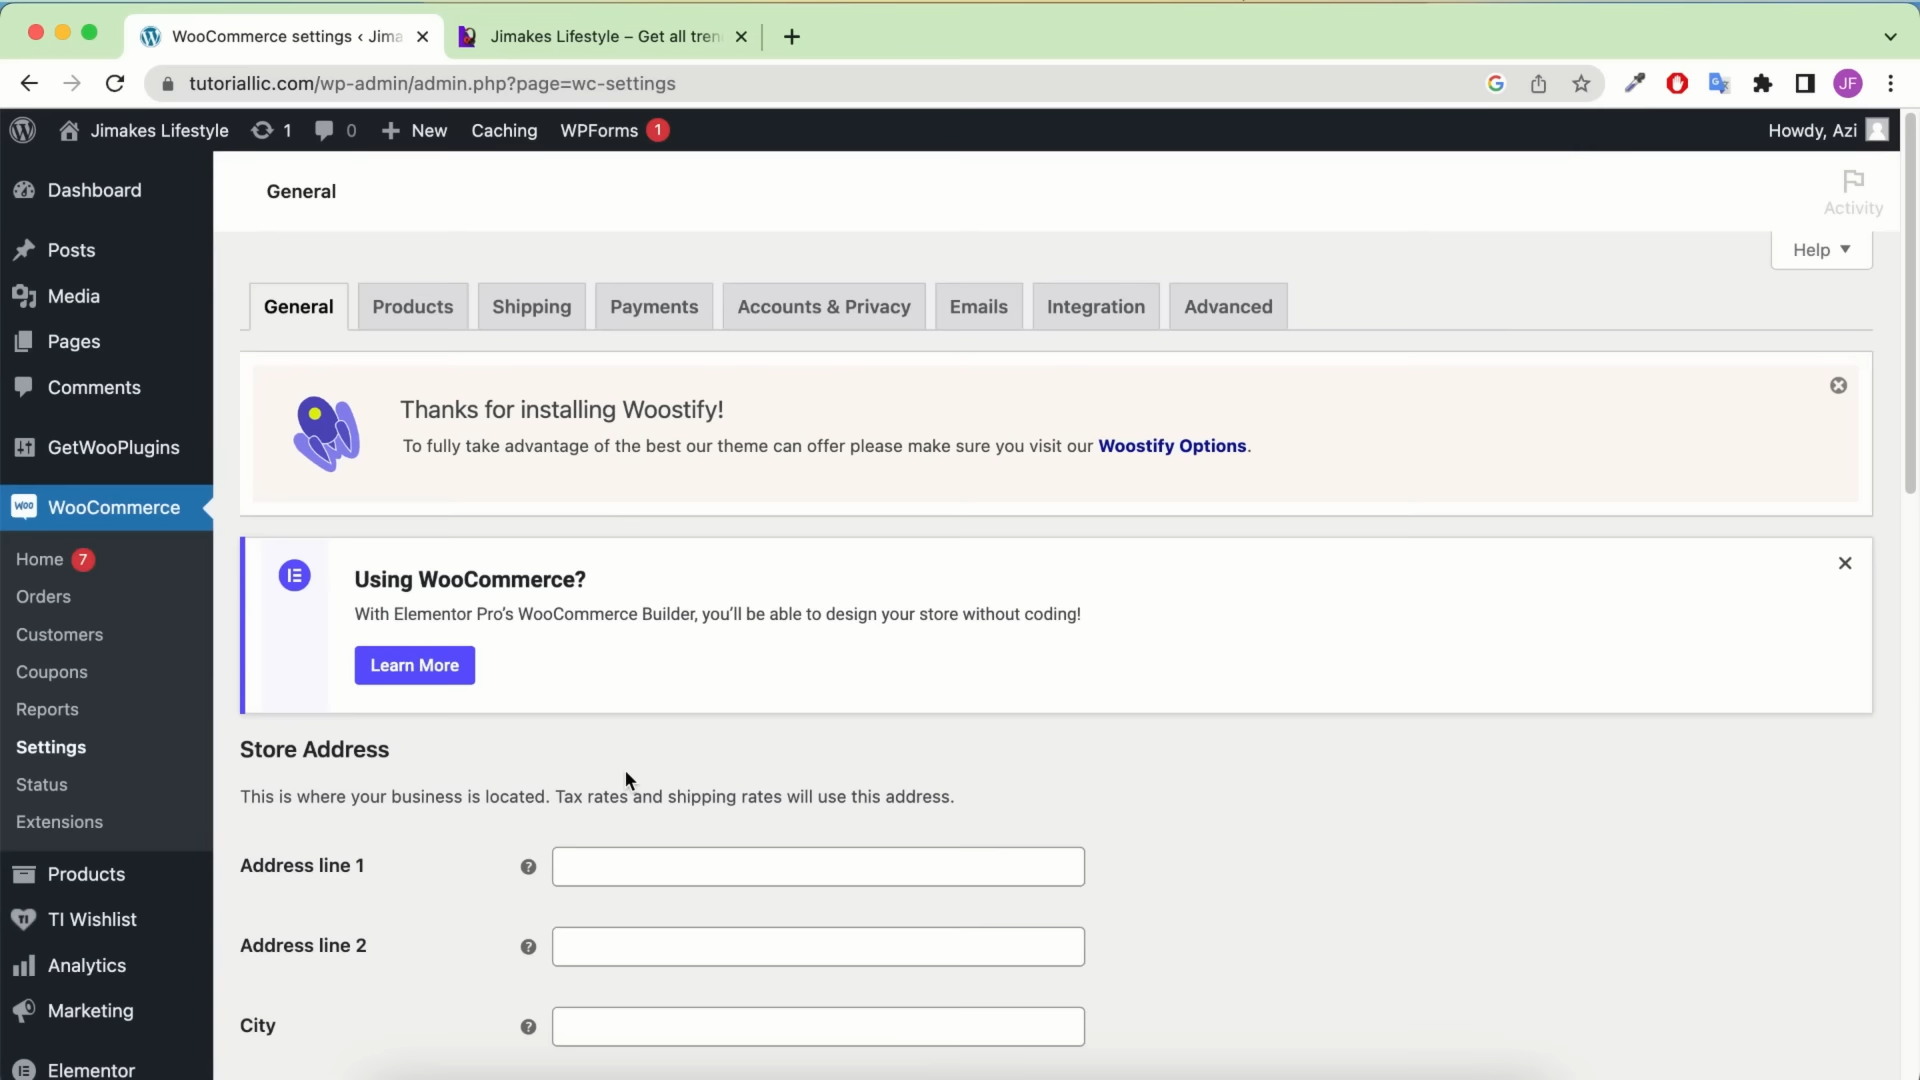 WooCommerce settings ‹ Jima
Jimakes Lifestyle – Get all tren
tutoriallic.com/wp-admin/admin.php?page=wc-settings
JF
Jimakes Lifestyle
1
0
New
Caching
WPForms 1
Howdy, Azi
Dashboard
Posts
Media
Pages
Comments
GetWooPlugins
WooCommerce
Home 7
Orders
Customers
Coupons
Reports
Settings
Status
Extensions
Products
TI Wishlist
Analytics
Marketing
Elementor
General
Activity
Help
General
Products
Shipping
Payments
Accounts & Privacy
Emails
Integration
Advanced
Thanks for installing Woostify!
To fully take advantage of the best our theme can offer please make sure you visit our Woostify Options.
Using WooCommerce?
With Elementor Pro's WooCommerce Builder, you'll be able to design your store without coding!
Learn More
Store Address
This is where your business is located. Tax rates and shipping rates will use this address.
Address line 1
Address line 2
City